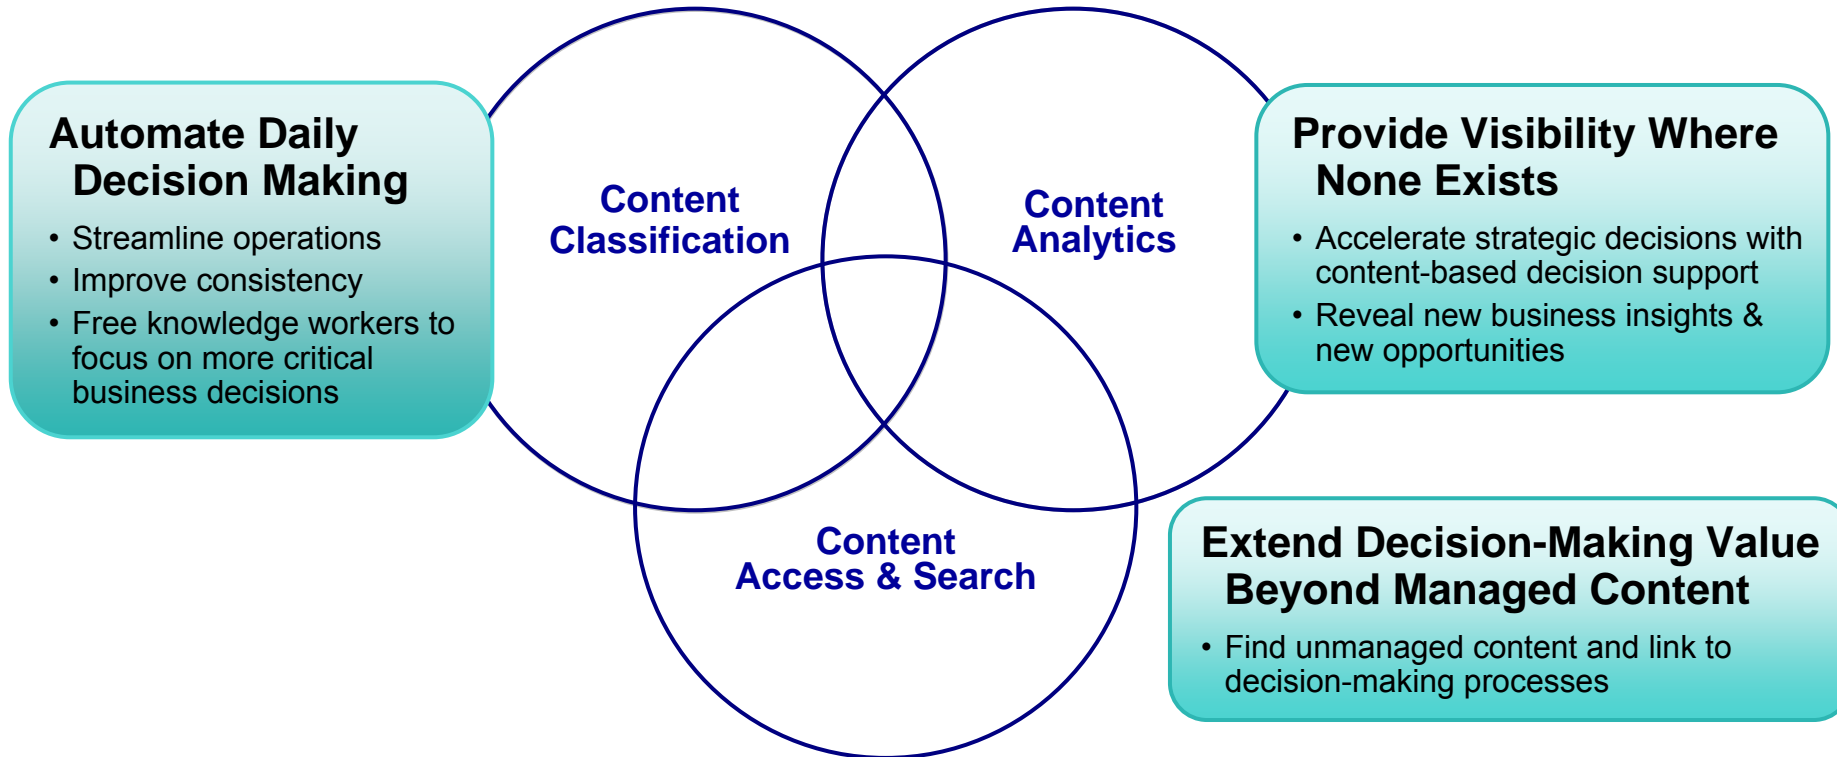 Automate Daily
Decision Making
• Streamline operations
• Improve consistency
• Free knowledge workers to
focus on more critical
business decisions
Content
Classification
Content
Analytics
Provide Visibility Where
None Exists
• Accelerate strategic decisions with
content-based decision support
• Reveal new business insights &
new opportunities
Content
Access & Search
Extend Decision-Making Value
Beyond Managed Content
• Find unmanaged content and link to
decision-making processes